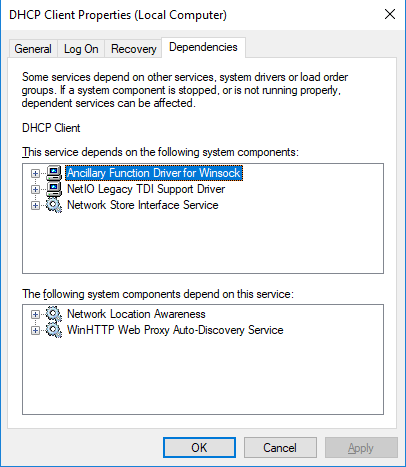 DHCP Client Properties (Local Computer)
General Log On Recovery Dependencies
Some services depend on other services, system drivers or load order
groups. If a system component is stopped, or is not running properly,
dependent services can be affected.
DHCP Client
This service depends on the following system components:
Ancillary Function Driver for Winsock
NetIO Legacy TDI Support Driver
Network Store Interface Service
The following system components depend on this service:
Network Location Awareness
WinHTTP Web Proxy Auto-Discovery Service
OK Cancel Apply